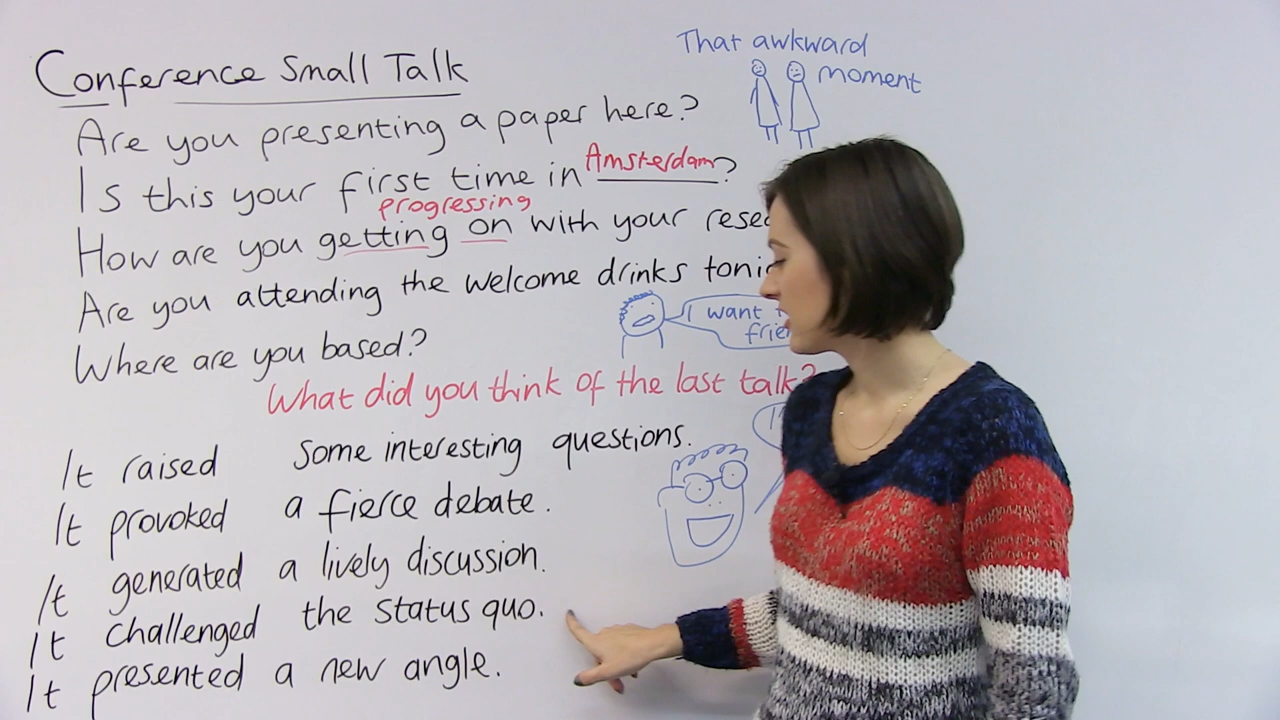 Conference Small Talk
That awkward
moment
Are you presenting a paper here?
Is this your first time in Amsterdam?
progressing
How are you getting on with your
Are you attending the welcome drinks
I want
Where are you based?
What did you think of the last talk?
It raised some interesting questions.
It provoked a fierce debate.
It generated a lively discussion.
It challenged the status quo.
It presented a new angle.